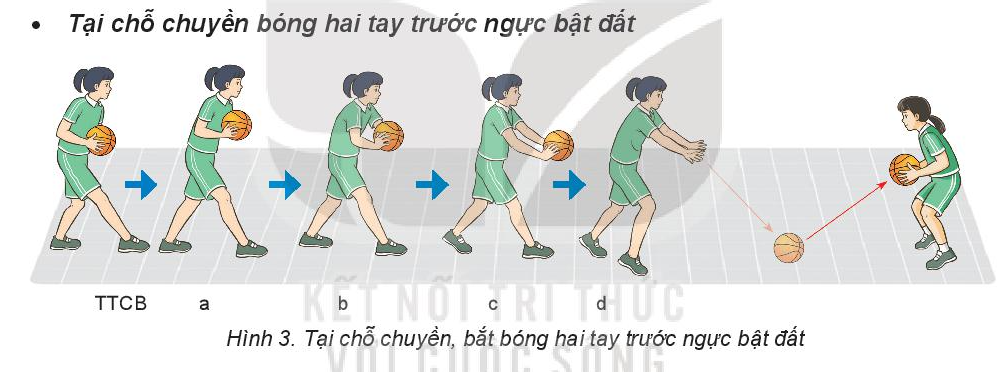 • Tại chỗ chuyền bóng hai tay trước ngực bật đất
TTCB a b c d
KẾT NỐI TRI THỨC
Hình 3. Tại chỗ chuyền, bắt bóng hai tay trước ngực bật đất
VỚI CUỘC SỐNG